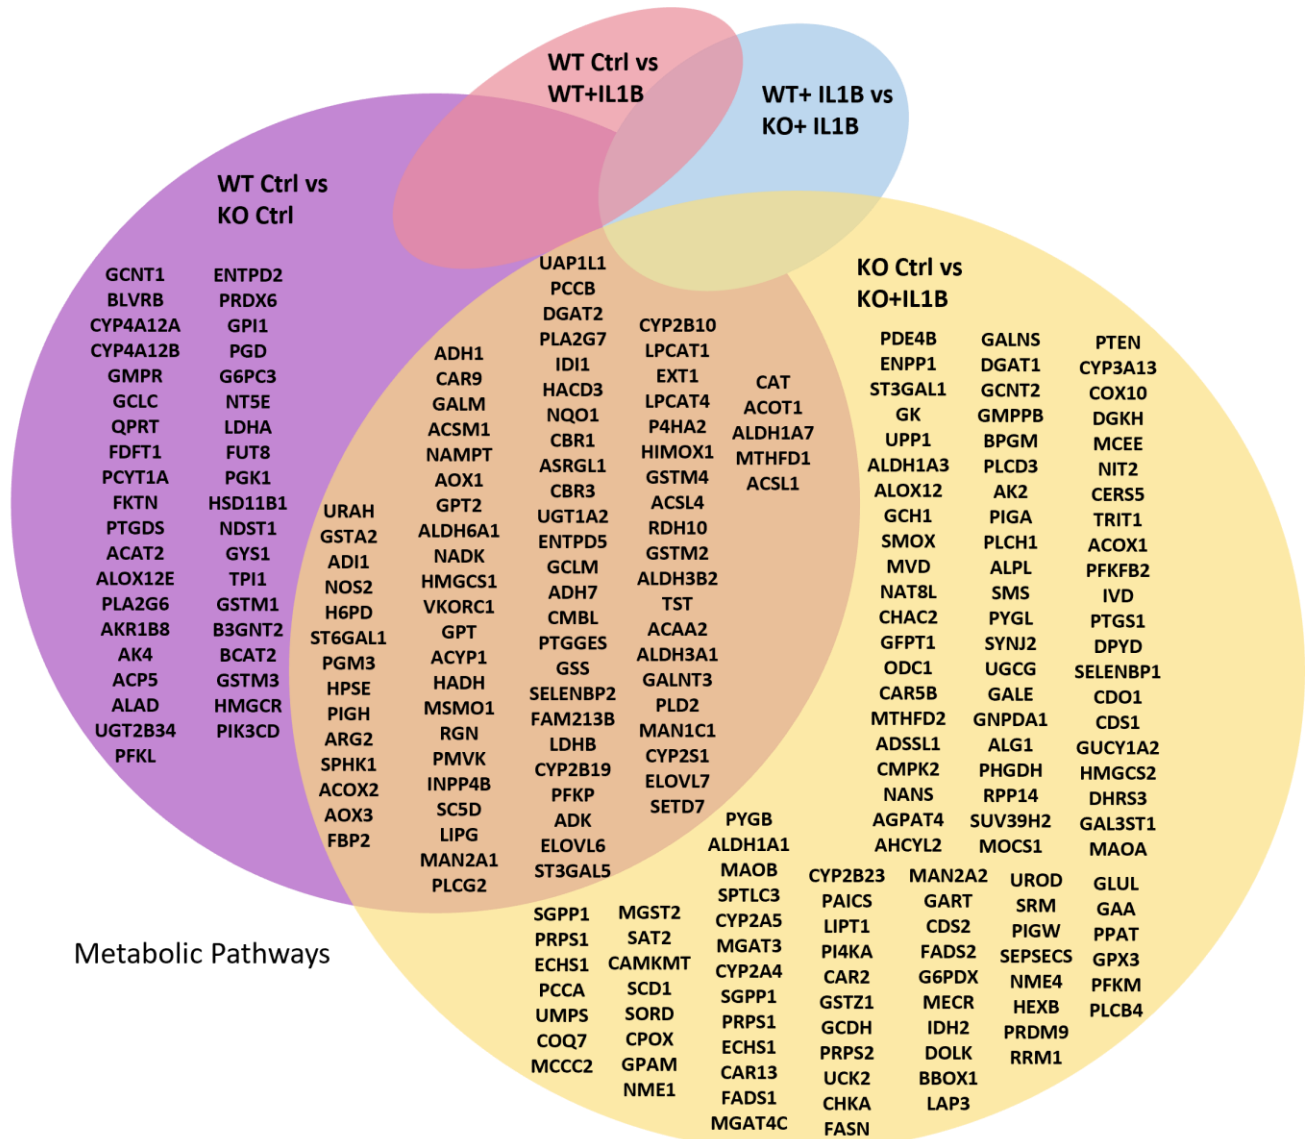 WT Ctrl vs
WT+IL1B
WT+ IL1B vs
KO+ IL1B
WT Ctrl vs
KO Ctrl
KO Ctrl vs
KO+IL1B
GCNT1
BLVRB
CYP4A12A
CYP4A12B
GMPR
GCLC
QPRT
FDFT1
PCYT1A
FKTN
PTGDS
ACAT2
ALOX12E
PLA2G6
AKR1B8
AK4
ACP5
ALAD
UGT2B34
PFKL
ENTPD2
PRDX6
GPI1
PGD
G6PC3
NT5E
LDHA
FUT8
PGK1
HSD11B1
NDST1
GYS1
TPI1
GSTM1
B3GNT2
BCAT2
GSTM3
HMGCR
PIK3CD
URAH
GSTA2
ADI1
NOS2
H6PD
ST6GAL1
PGM3
HPSE
PIGH
ARG2
SPHK1
ACOX2
AOX3
FBP2
ADH1
CAR9
GALM
ACSM1
NAMPT
AOX1
GPT2
ALDH6A1
NADK
HMGCS1
VKORC1
GPT
ACYP1
HADH
MSMO1
RGN
PMVK
INPP4B
SC5D
LIPG
MAN2A1
PLCG2
UAP1L1
PCCB
DGAT2
PLA2G7
IDI1
HACD3
NQO1
CBR1
ASRGL1
CBR3
UGT1A2
ENTPD5
GCLM
ADH7
CMBL
PTGGES
GSS
SELENBP2
FAM213B
LDHB
CYP2B19
PFKP
ADK
ELOVL6
ST3GAL5
CYP2B10
LPCAT1
EXT1
LPCAT4
P4HA2
HIMOX1
GSTM4
ACSL4
RDH10
GSTM2
ALDH3B2
TST
ACAA2
ALDH3A1
GALNT3
PLD2
MAN1C1
CYP2S1
ELOVL7
SETD7
CAT
ACOT1
ALDH1A7
MTHFD1
ACSL1
PDE4B
ENPP1
ST3GAL1
GK
UPP1
ALDH1A3
ALOX12
GCH1
SMOX
MVD
NAT8L
CHAC2
GFPT1
ODC1
CAR5B
MTHFD2
ADSSL1
CMPK2
NANS
AGPAT4
AHCYL2
GALNS
DGAT1
GCNT2
GMPPB
BPGM
PLCD3
AK2
PIGA
PLCH1
ALPL
SMS
PYGL
SYNJ2
UGCG
GALE
GNPDA1
ALG1
PHGDH
RPP14
SUV39H2
MOCS1
PTEN
CYP3A13
COX10
DGKH
MCEE
NIT2
CERS5
TRIT1
ACOX1
PFKFB2
IVD
PTGS1
DPYD
SELENBP1
CDO1
CDS1
GUCY1A2
HMGCS2
DHRS3
GAL3ST1
MAOA
Metabolic Pathways
SGPP1
PRPS1
ECHS1
PCCA
UMPS
COQ7
MCCC2
MGST2
SAT2
CAMKMT
SCD1
SORD
CPOX
GPAM
NME1
PYGB
ALDH1A1
MAOB
SPTLC3
CYP2A5
MGAT3
CYP2A4
SGPP1
PRPS1
ECHS1
CAR13
FADS1
MGAT4C
CYP2B23
PAICS
LIPT1
PI4KA
CAR2
GSTZ1
GCDH
PRPS2
UCK2
CHKA
FASN
MAN2A2
GART
CDS2
FADS2
G6PDX
MECR
IDH2
DOLK
BBOX1
LAP3
UROD
SRM
PIGW
SEPSECS
NME4
HEXB
PRDM9
RRM1
GLUL
GAA
PPAT
GPX3
PFKM
PLCB4